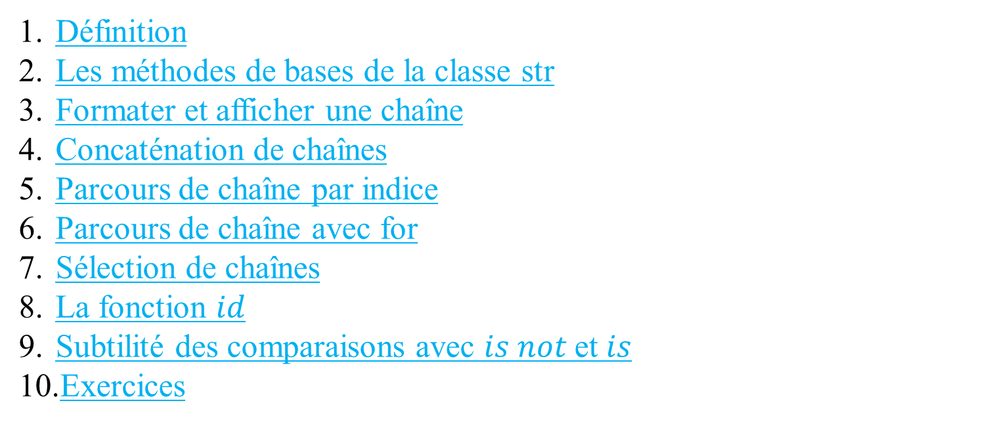 1. Définition
2. Les méthodes de bases de la classe str
3. Formater et afficher une chaîne
4. Concaténation de chaînes
5. Parcours de chaîne par indice
6. Parcours de chaîne avec for
7. Sélection de chaînes
8. La fonction id
9. Subtilité des comparaisons avec is not et is
10.Exercices